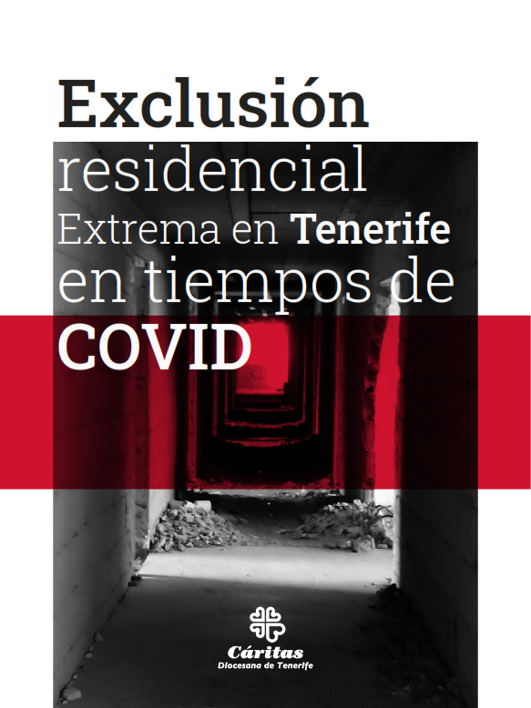 Exclusión
residencial
Extrema en Tenerife
en tiempos de
COVID
Cáritas
Diocesana de Tenerife